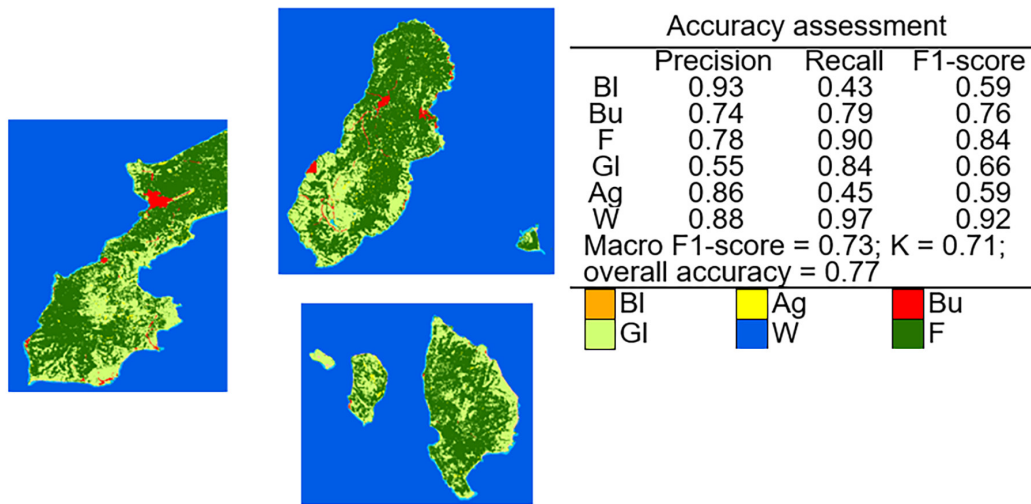 Accuracy assessment
Precision Recall F1-score
Bl 0.93 0.43 0.59
Bu 0.74 0.79 0.76
F 0.78 0.90 0.84
Gl 0.55 0.84 0.66
Ag 0.86 0.45 0.59
W 0.88 0.97 0.92
Macro F1-score = 0.73; K = 0.71;
overall accuracy = 0.77
Bl Ag Bu
Gl W F